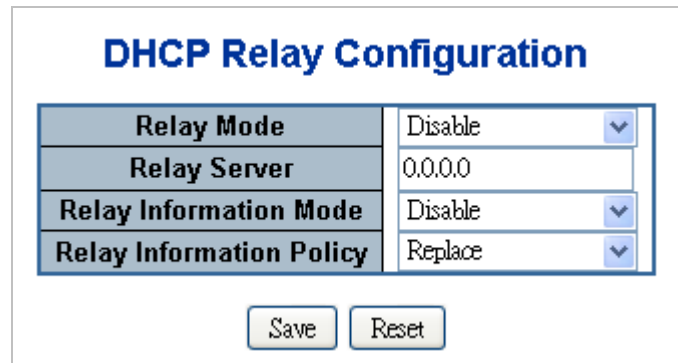 DHCP Relay Configuration
Relay Mode Disable
Relay Server 0.0.0.0
Relay Information Mode Disable
Relay Information Policy Replace
Save Reset